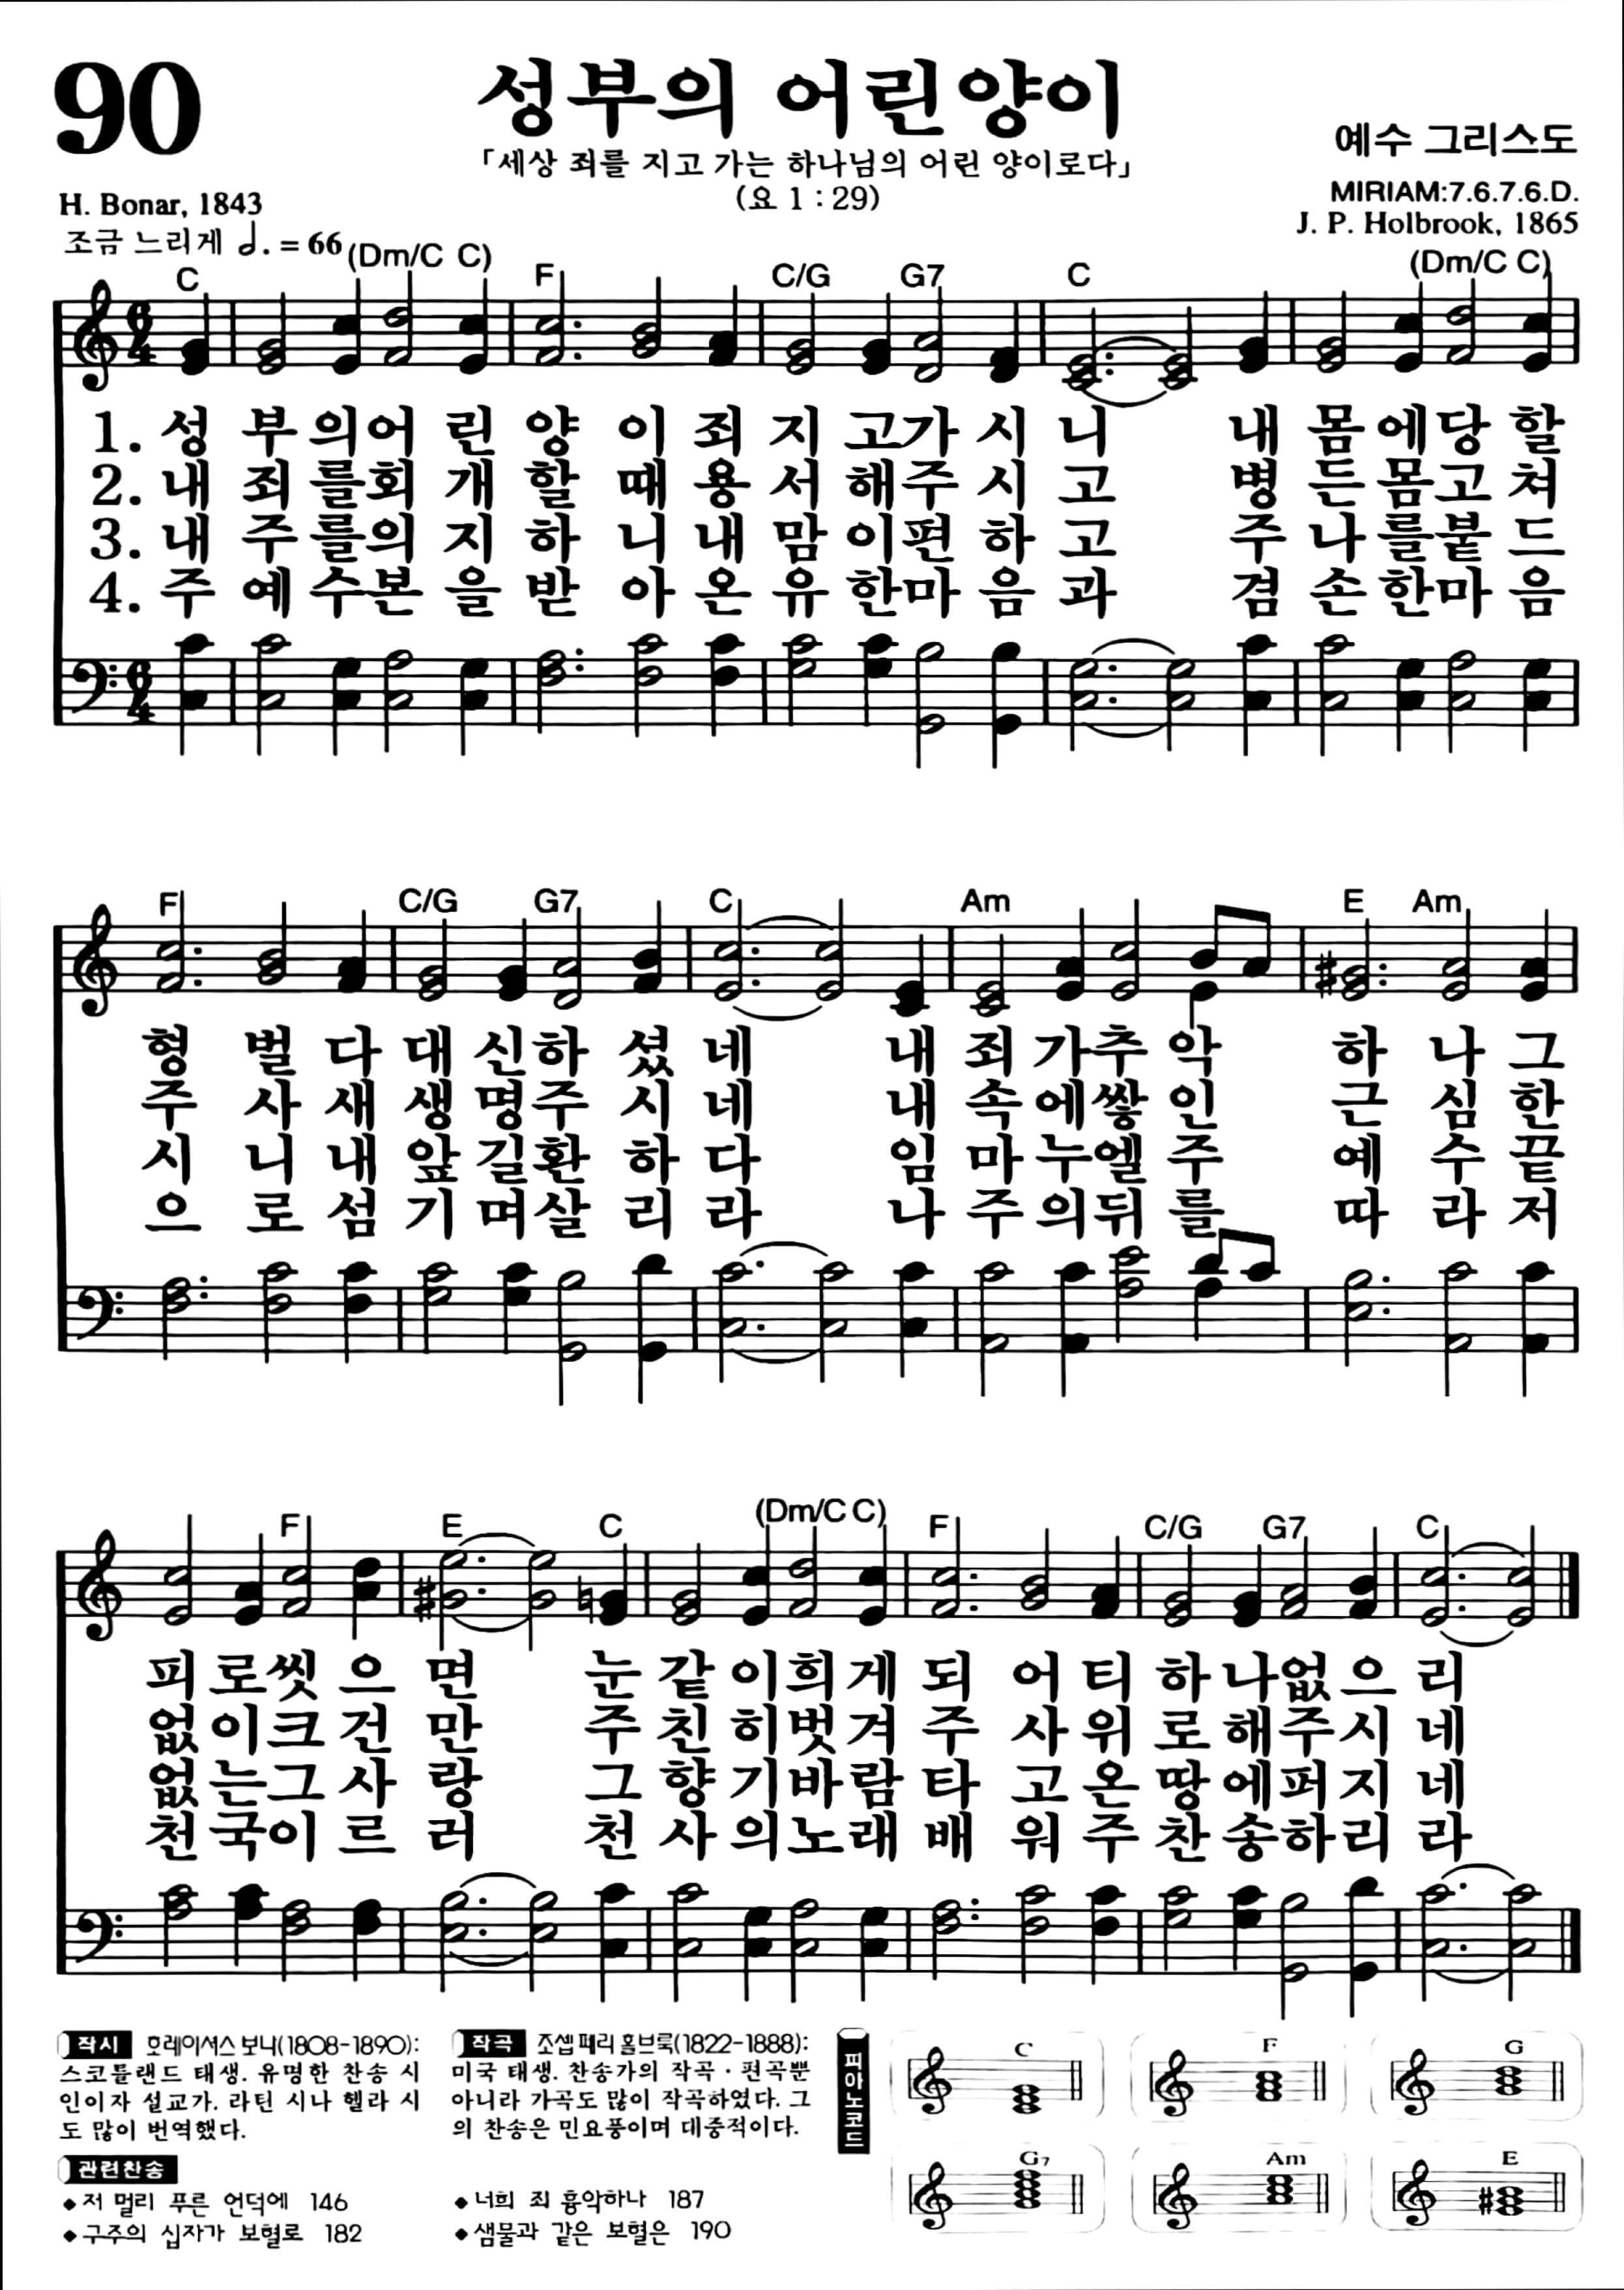 90
성부의 어린양이
「세상 죄를 지고 가는 하나님의 어린 양이로다」
(요 1 : 29)
예수 그리스도
H. Bonar, 1843
MIRIAM:7.6.7.6.D.
조금 느리게 𝅗𝅥. = 66
J. P. Holbrook, 1865
C (Dm/C C) F C/G G7 C (Dm/C C)
6/4
1. 성 부 의어 린 양 이 죄 지 고가 시 니 내 몸 에당 할
2. 내 죄 를회 개 할 때 용 서 해주 시 고 병 든 몸고 쳐
3. 내 주 를의 지 하 니 내 맘 이편 하 고 주 나 를붙 드
4. 주 예 수본 을 받 아 온 유 한마 음 과 겸 손 한마 음
6/4
F C/G G7 C Am E Am
형 벌 다 대 신하 셨 네 내 죄 가추 악 하 나 그
주 사 새 생 명주 시 네 내 속 에쌓 인 근 심 한
시 니 내 앞 길환 하 다 임 마 누엘 주 예 수 끝
으 로 섬 기 며살 리 라 나 주 의뒤 를 따 라 저
F E C (Dm/C C) F C/G G7 C
피 로씻 으 면 눈 같 이희 게 되 어 티 하 나없 으 리
없 이크 건 만 주 친 히벗 겨 주 사 위 로 해주 시 네
없 는그 사 랑 그 향 기바 람 타 고 온 땅 에퍼 지 네
천 국이 르 러 천 사 의노 래 배 워 주 찬 송하 리 라
작시 호레이셔스 보나(1808-1890):
스코틀랜드 태생. 유명한 찬송 시
인이자 설교가. 라틴 시나 헬라 시
도 많이 번역했다.
작곡 조셉 페리 홀브룩(1822-1888):
미국 태생. 찬송가의 작곡·편곡뿐
아니라 가곡도 많이 작곡하였다. 그
의 찬송은 민요풍이며 대중적이다.
관련찬송
◆저 멀리 푸른 언덕에 146
◆구주의 십자가 보혈로 182
◆너희 죄 흉악하나 187
◆샘물과 같은 보혈은 190
피아노코드
C F G
G7 Am E